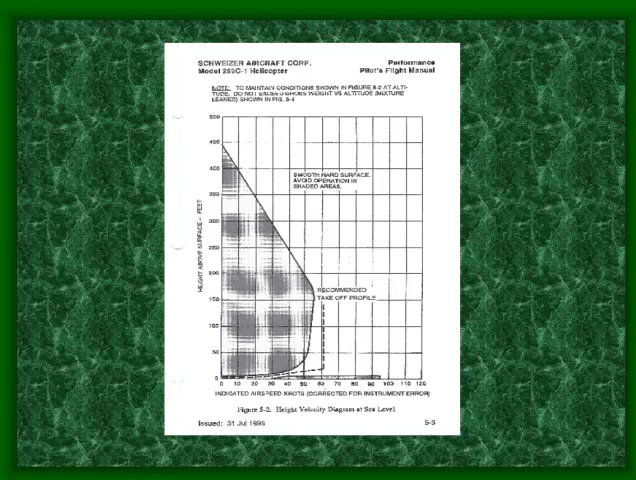 SCHWEIZER AIRCRAFT CORP. Performance
Model 269C-1 Helicopter Pilot's Flight Manual
NOTE: TO MAINTAIN CONDITIONS SHOWN IN FIGURE 5-2 AT ALTI-
TUDE, DO NOT EXCEED GROSS WEIGHT VS ALTITUDE (MIXTURE
LEANED) SHOWN IN FIG. 5-4
500
450
400
SMOOTH HARD SURFACE.
AVOID OPERATION IN
SHADED AREAS.
350
300
250
200
150
100
50
0
HEIGHT ABOVE SURFACE - FEET
RECOMMENDED
TAKE OFF PROFILE
0 10 20 30 40 50 60 70 80 90 100 110 120
INDICATED AIRSPEED KNOTS (CORRECTED FOR INSTRUMENT ERROR)
Figure 5-2. Height Velocity Diagram at Sea Level
Issued: 31 Jul 1995 5-3